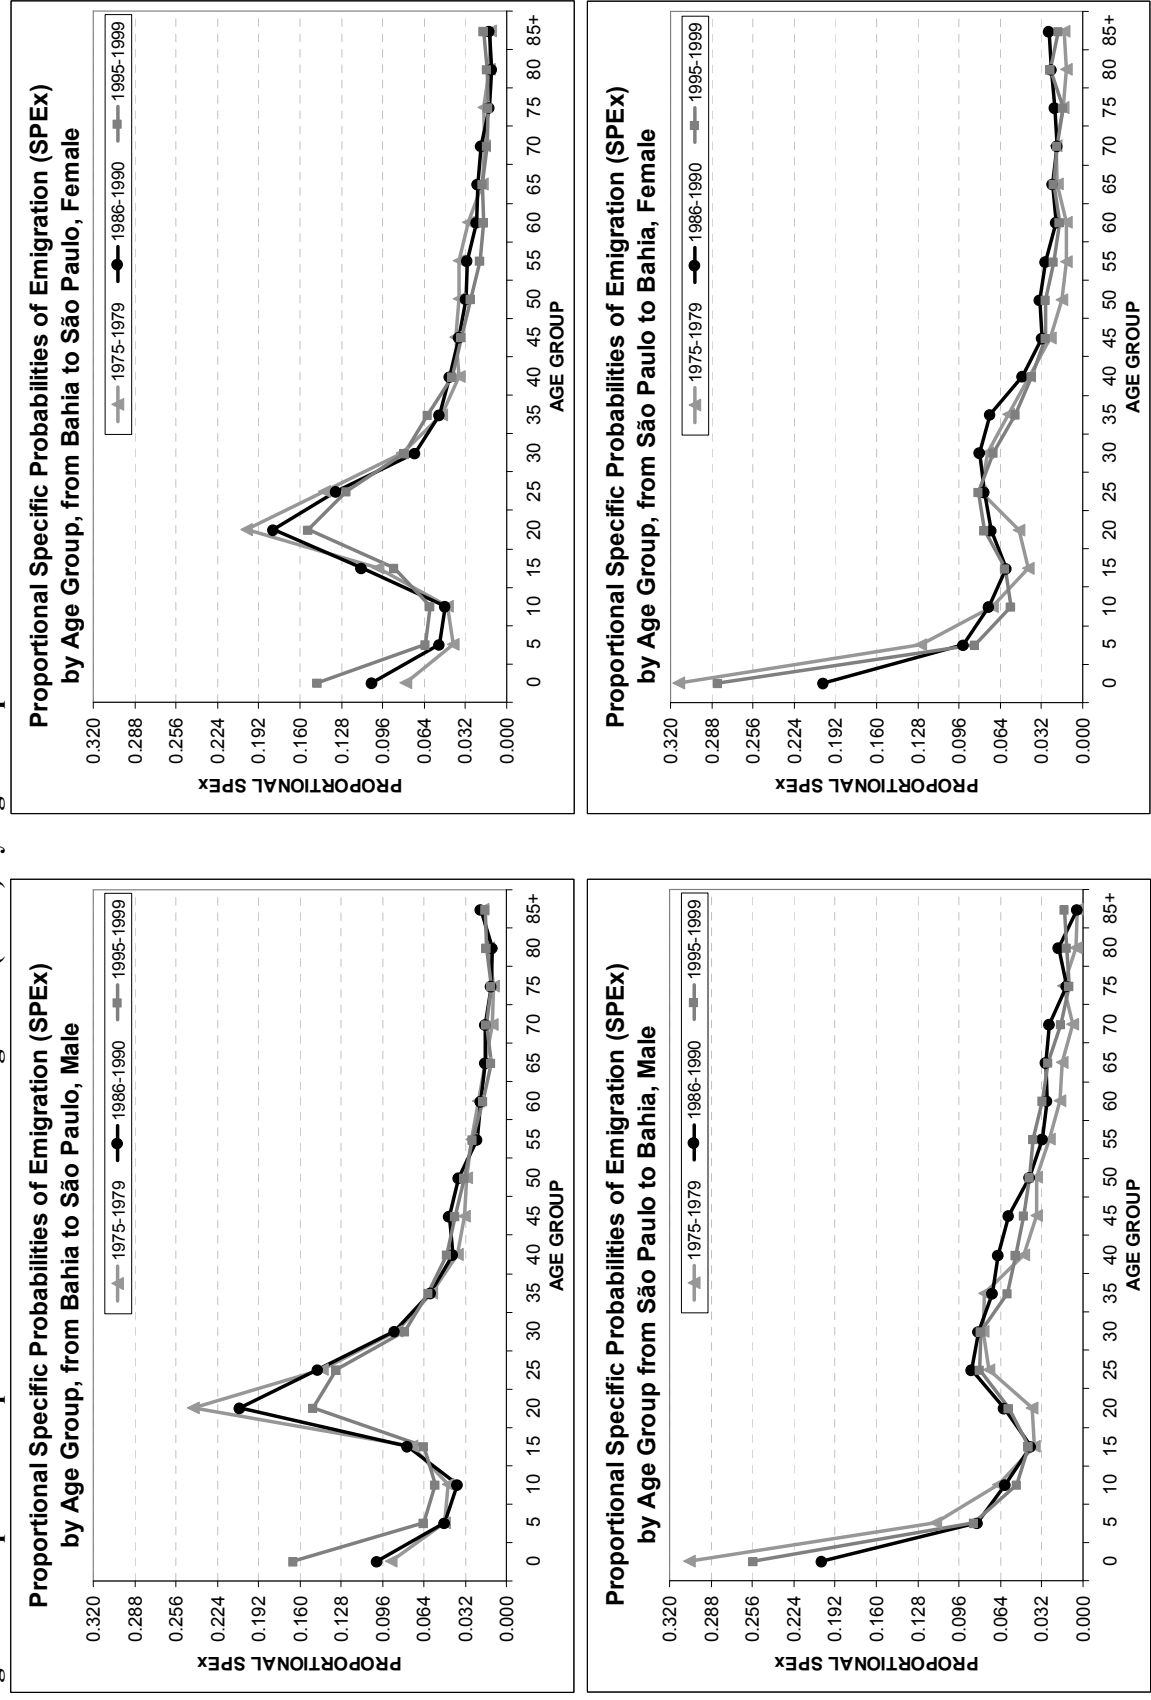 Proportional Specific Probabilities of Emigration (SPEx)
by Age Group, from Bahia to São Paulo, Male
1975-1979 1986-1990 1995-1999
PROPORTIONAL SPEx
0.320
0.288
0.256
0.224
0.192
0.160
0.128
0.096
0.064
0.032
0.000
0 5 10 15 20 25 30 35 40 45 50 55 60 65 70 75 80 85+
AGE GROUP
Proportional Specific Probabilities of Emigration (SPEx)
by Age Group, from Bahia to São Paulo, Female
1975-1979 1986-1990 1995-1999
PROPORTIONAL SPEx
0.320
0.288
0.256
0.224
0.192
0.160
0.128
0.096
0.064
0.032
0.000
0 5 10 15 20 25 30 35 40 45 50 55 60 65 70 75 80 85+
AGE GROUP
Proportional Specific Probabilities of Emigration (SPEx)
by Age Group from São Paulo to Bahia, Male
1975-1979 1986-1990 1995-1999
PROPORTIONAL SPEx
0.320
0.288
0.256
0.224
0.192
0.160
0.128
0.096
0.064
0.032
0.000
0 5 10 15 20 25 30 35 40 45 50 55 60 65 70 75 80 85+
AGE GROUP
Proportional Specific Probabilities of Emigration (SPEx)
by Age Group, from São Paulo to Bahia, Female
1975-1979 1986-1990 1995-1999
PROPORTIONAL SPEx
0.320
0.288
0.256
0.224
0.192
0.160
0.128
0.096
0.064
0.032
0.000
0 5 10 15 20 25 30 35 40 45 50 55 60 65 70 75 80 85+
AGE GROUP